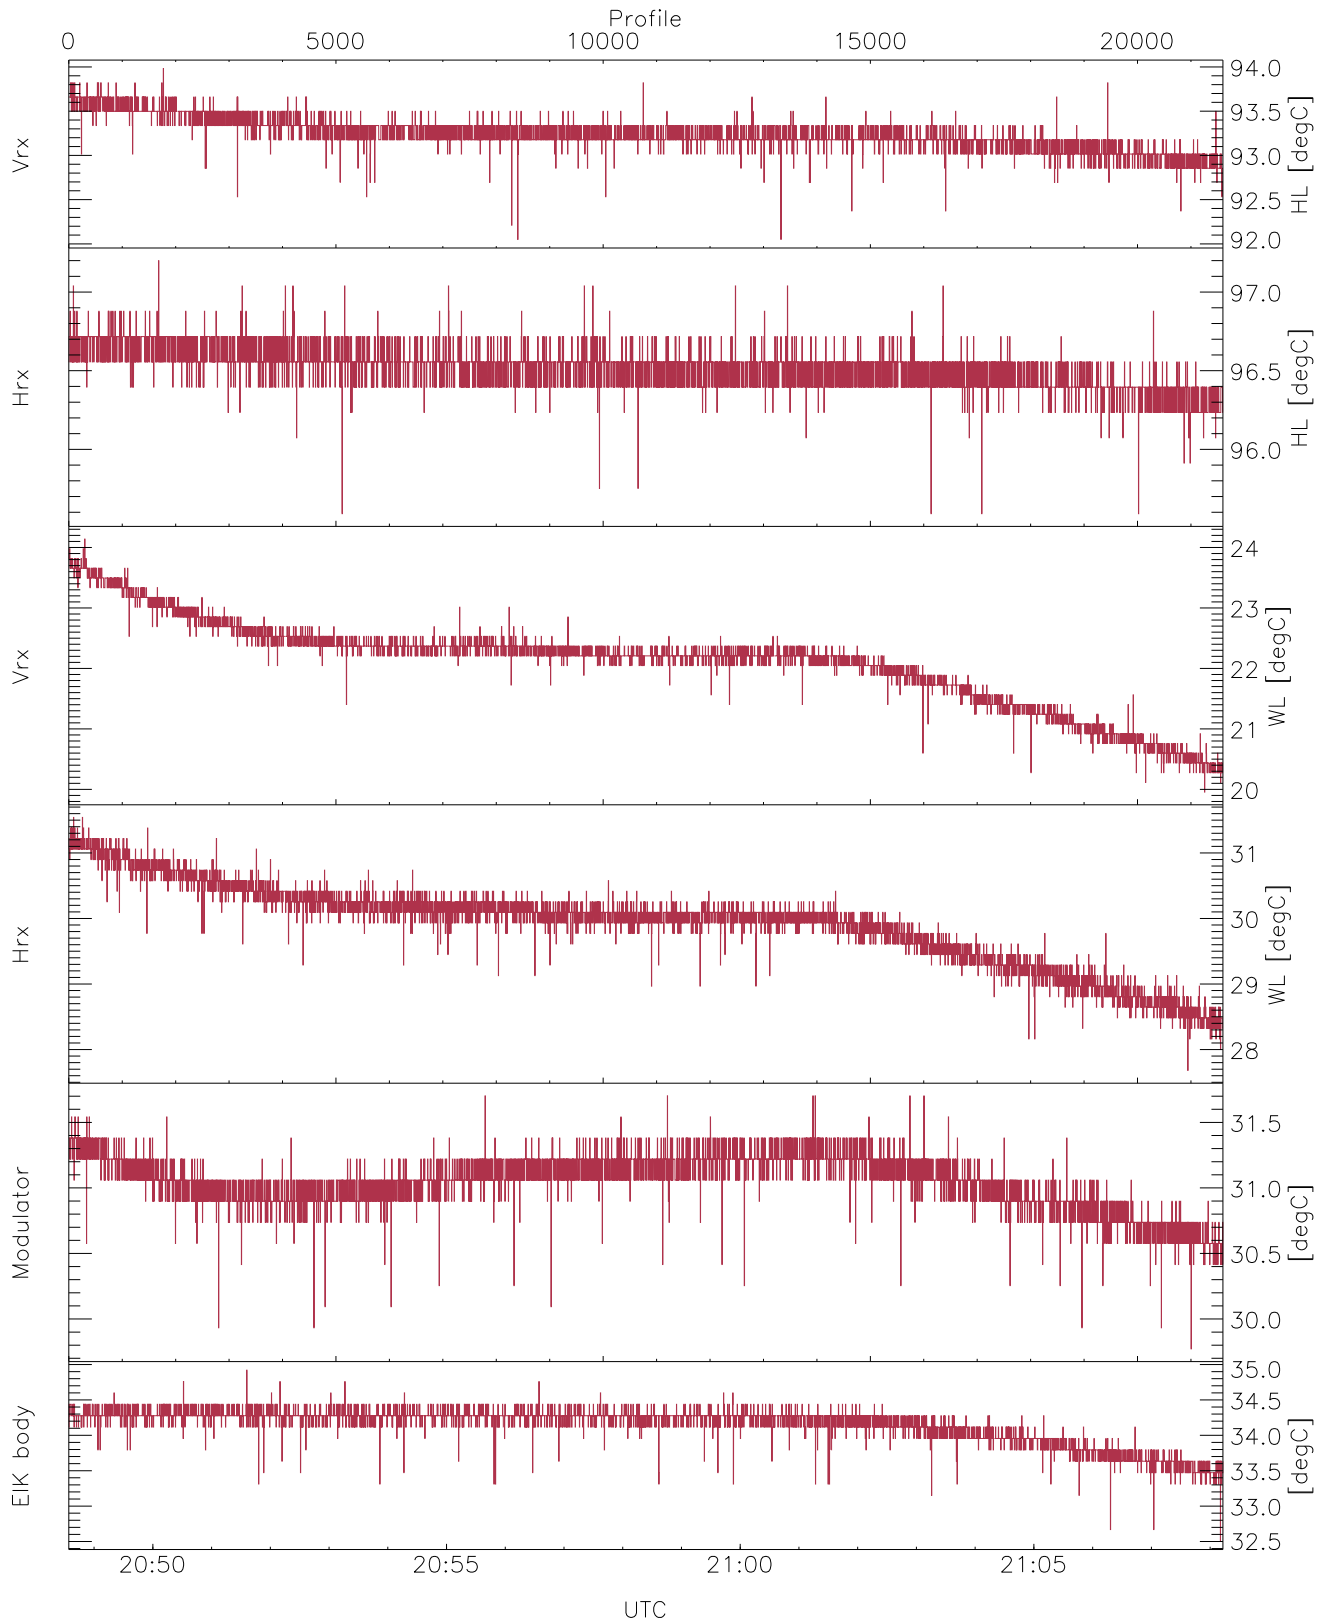 Profile
0 5000 10000 15000 20000
Vrx
94.0
93.5
93.0
92.5
92.0
HL [degC]
Hrx
97.0
96.5
96.0
HL [degC]
Vrx
24
23
22
21
20
WL [degC]
Hrx
31
30
29
28
WL [degC]
Modulator
31.5
31.0
30.5
30.0
[degC]
EIK body
35.0
34.5
34.0
33.5
33.0
32.5
[degC]
20:50 20:55 21:00 21:05
UTC